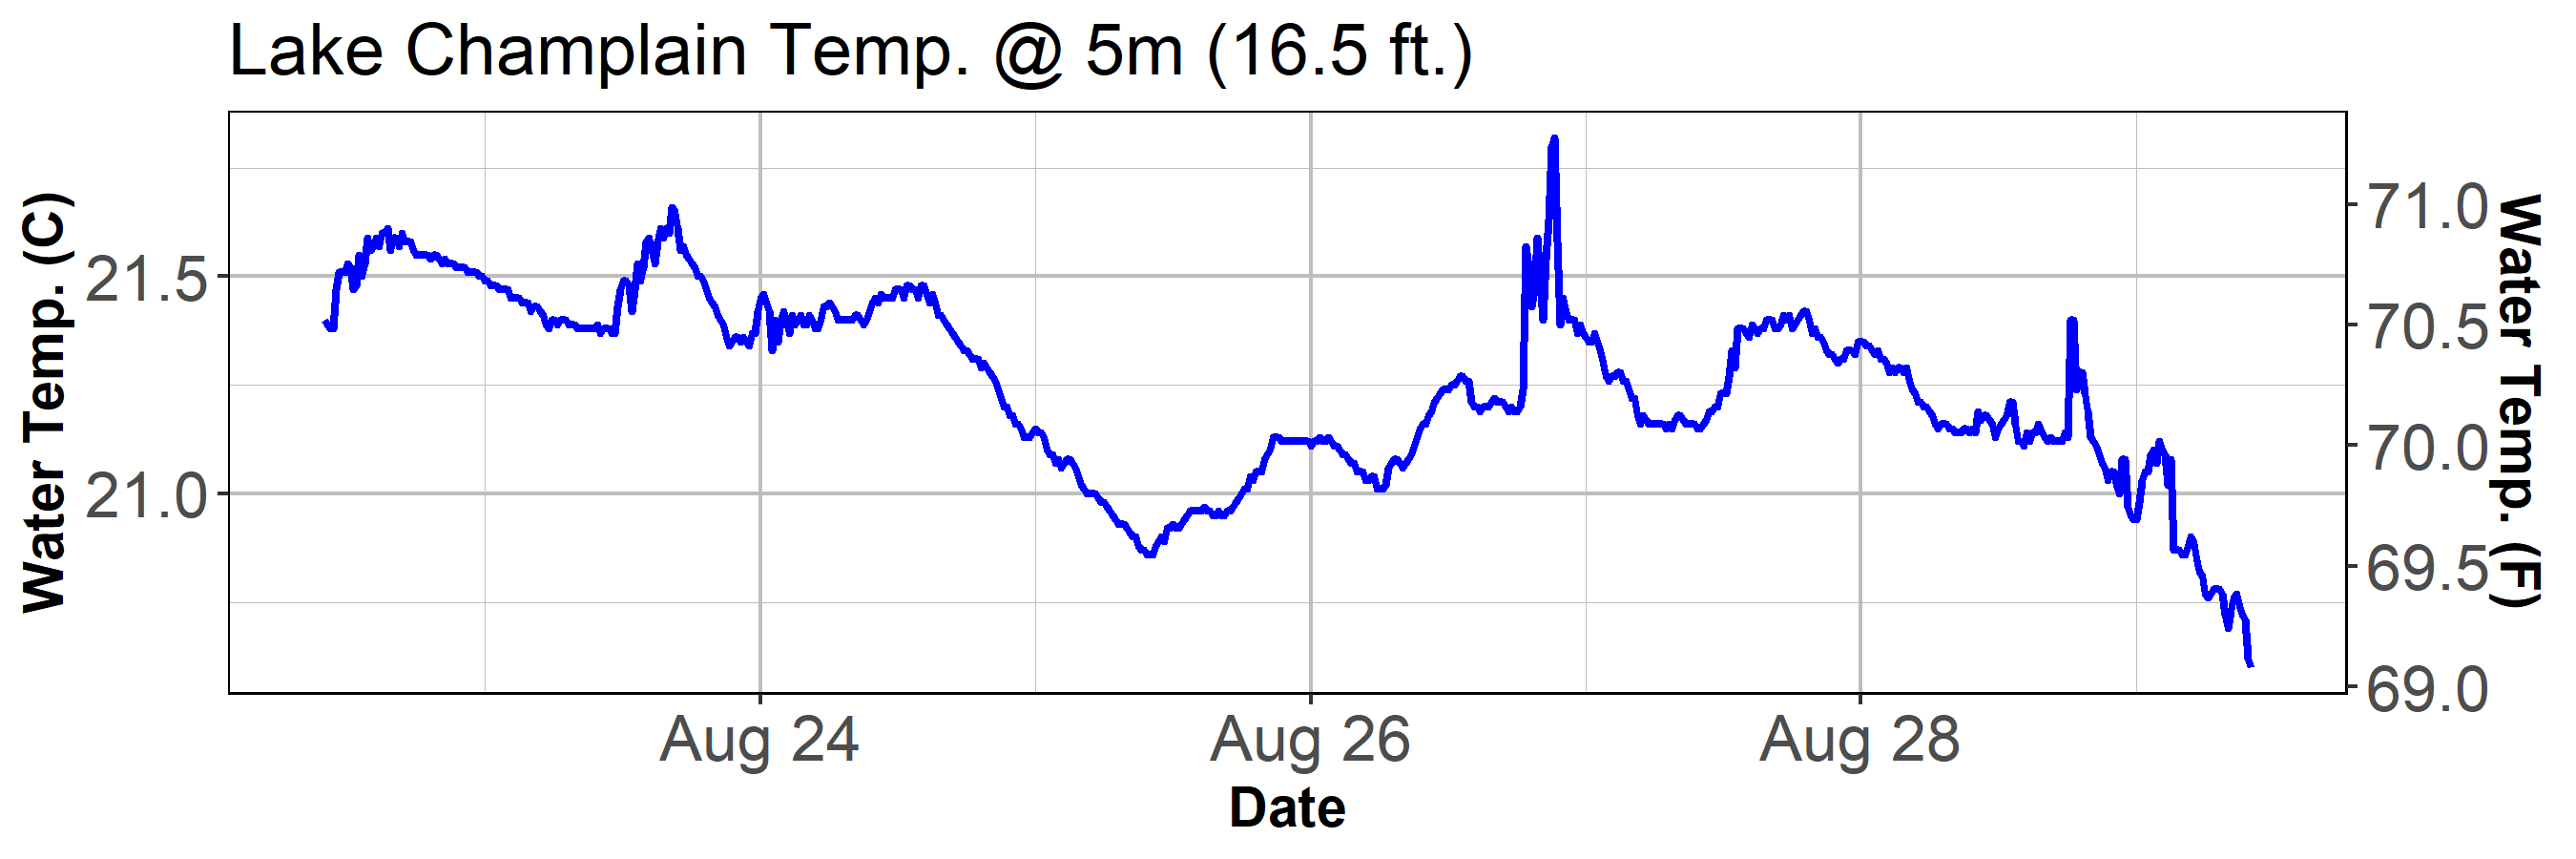 Lake Champlain Temp. @ 5m (16.5 ft.)
Water Temp. (C)
21.5
21.0
71.0
70.5
70.0
69.5
69.0
Water Temp. (F)
Aug 24
Aug 26
Aug 28
Date